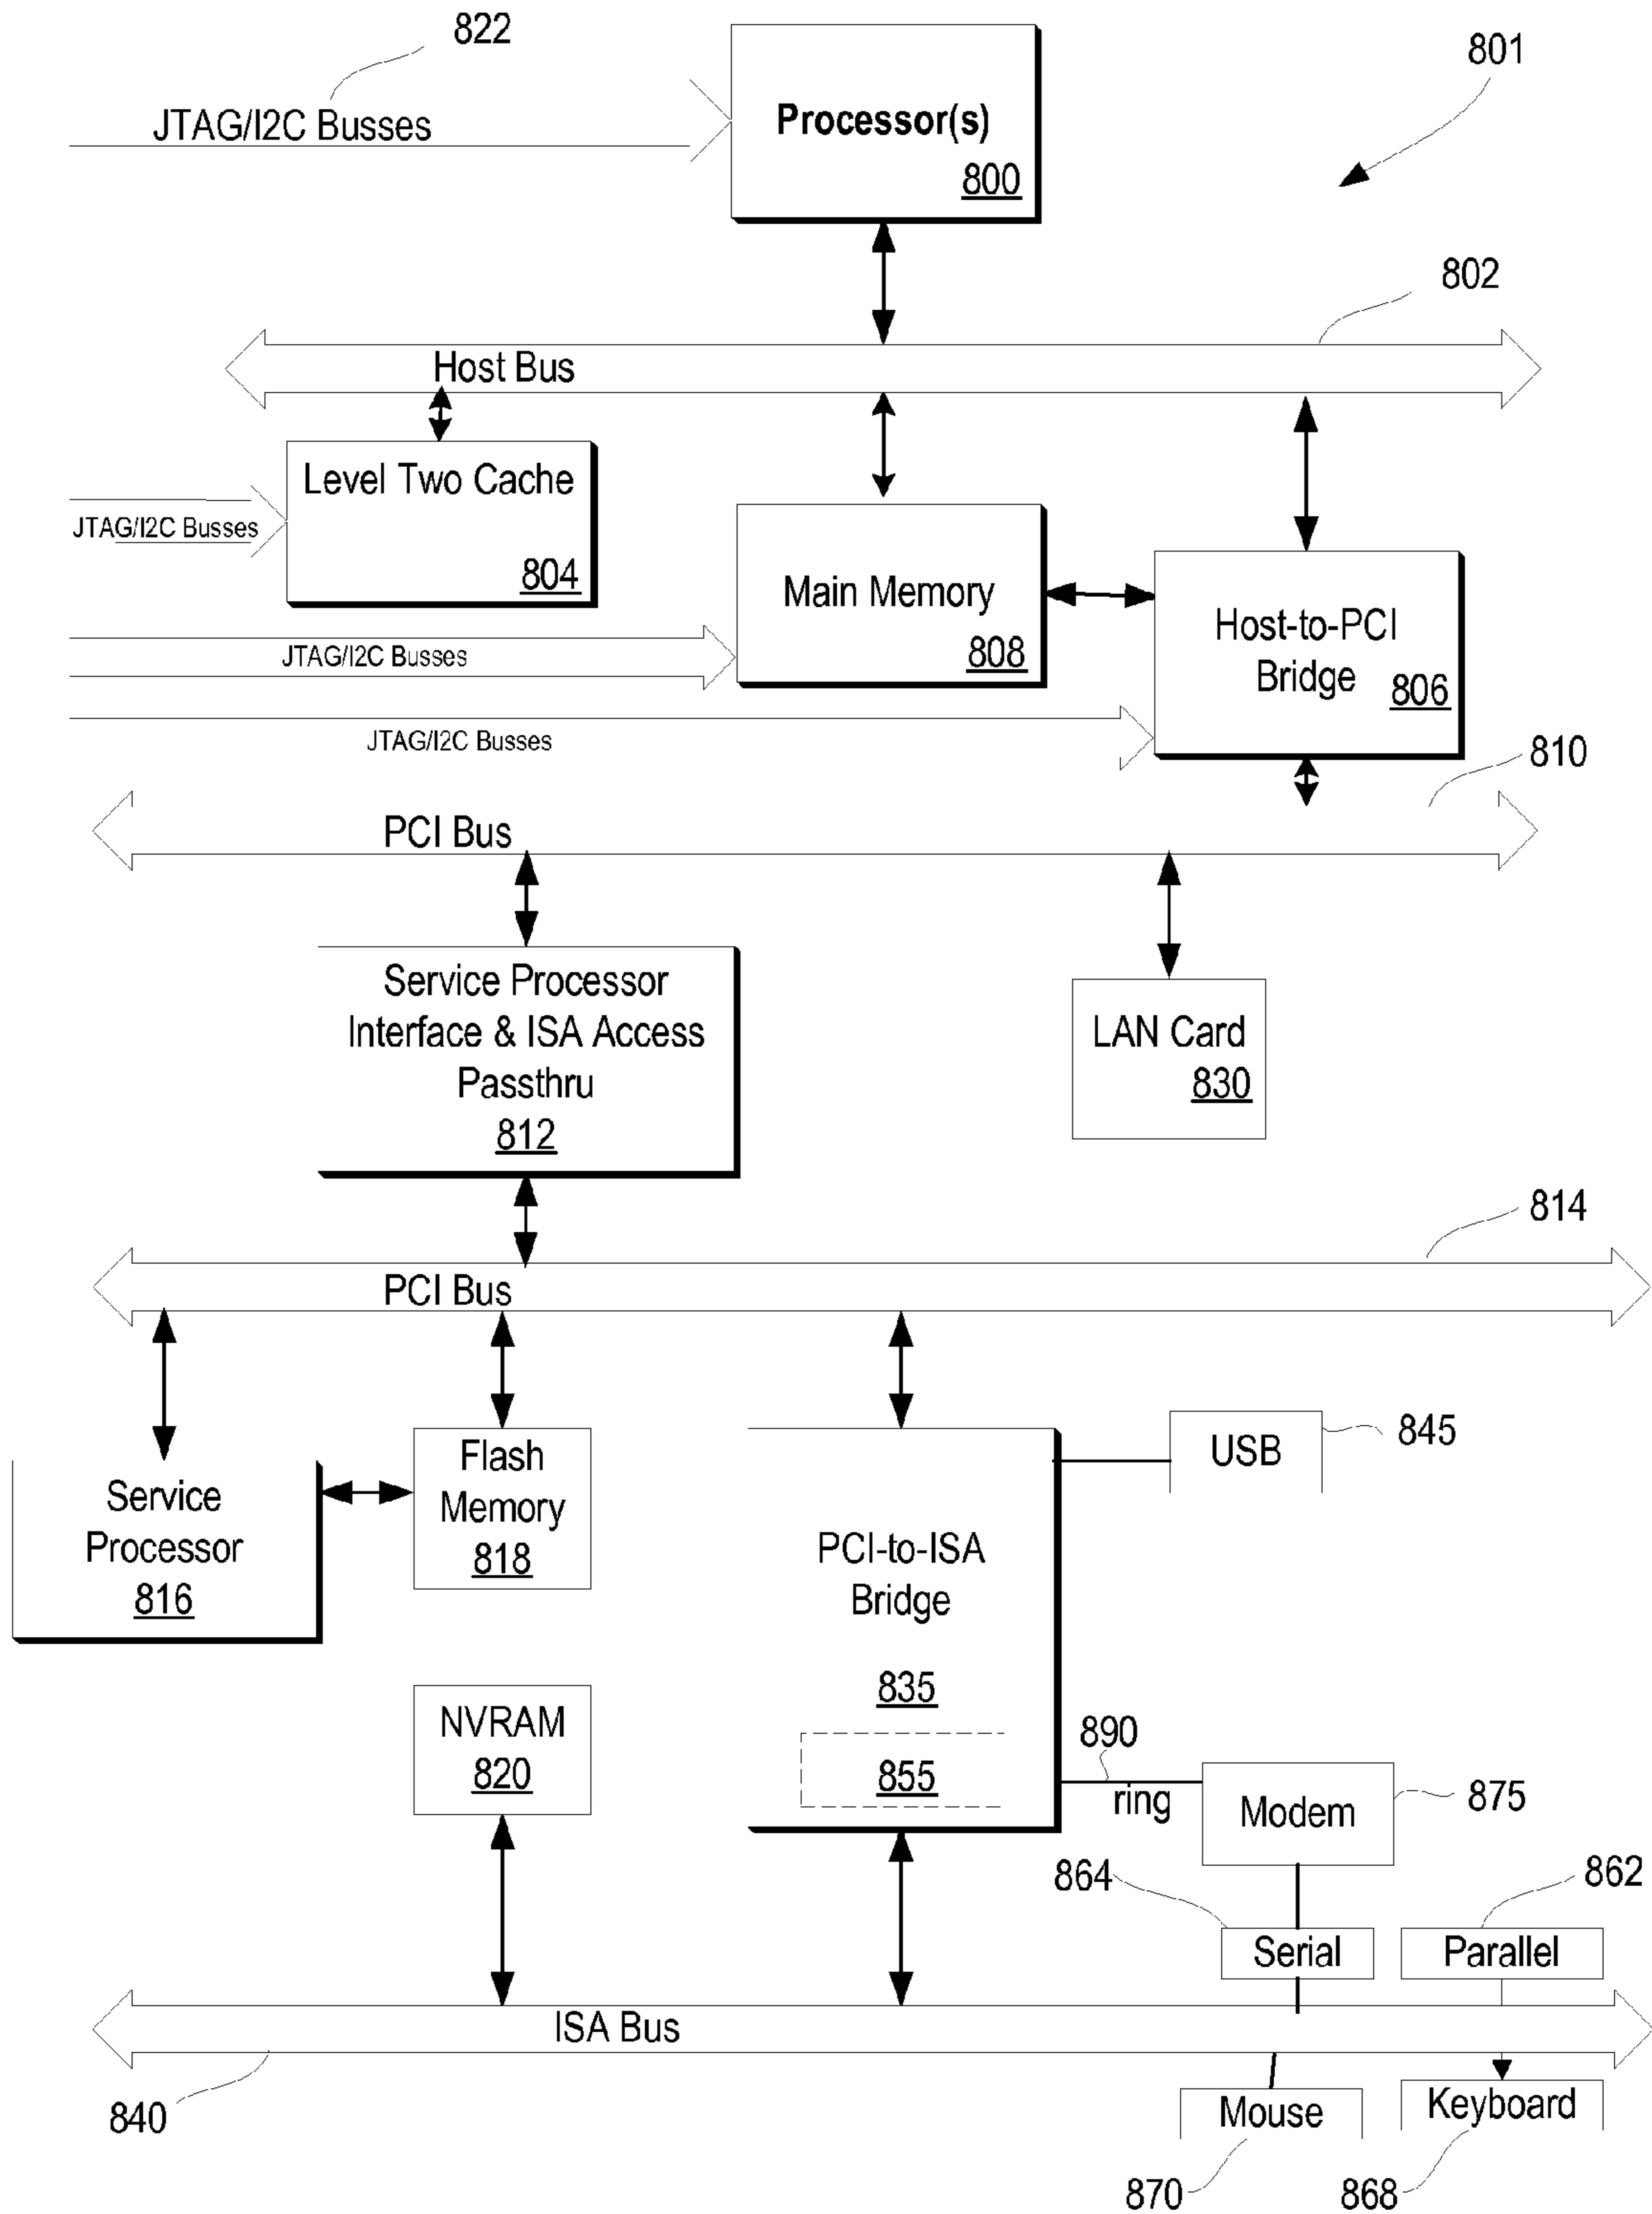 822
801
JTAG/I2C Busses
Processor(s)
800
802
Host Bus
Level Two Cache
804
JTAG/I2C Busses
Main Memory
808
Host-to-PCI
Bridge
806
JTAG/I2C Busses
JTAG/I2C Busses
810
PCI Bus
Service Processor
Interface & ISA Access
Passthru
812
LAN Card
830
814
PCI Bus
Service
Processor
816
Flash
Memory
818
PCI-to-ISA
Bridge
835
855
USB
845
NVRAM
820
890
ring
Modem
875
864
862
Serial
Parallel
ISA Bus
840
Mouse
Keyboard
870
868